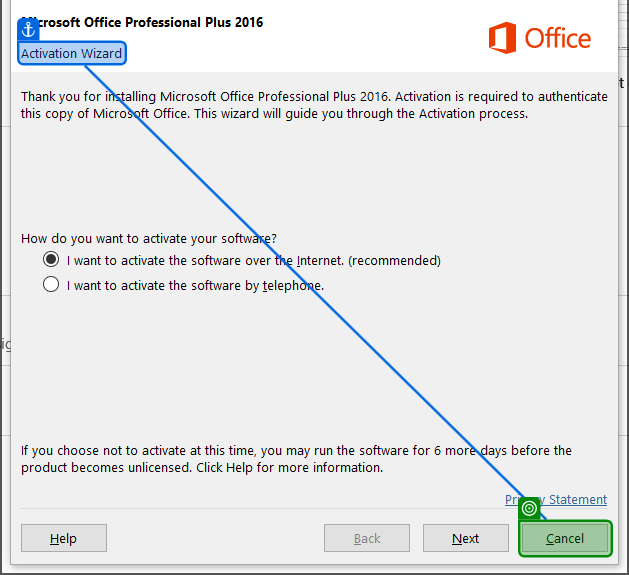 Microsoft Office Professional Plus 2016
Office
Activation Wizard
Thank you for installing Microsoft Office Professional Plus 2016. Activation is required to authenticate
this copy of Microsoft Office. This wizard will guide you through the Activation process.
How do you want to activate your software?
I want to activate the software over the Internet. (recommended)
I want to activate the software by telephone.
If you choose not to activate at this time, you may run the software for 6 more days before the
product becomes unlicensed. Click Help for more information.
Privacy Statement
Help
Back
Next
Cancel